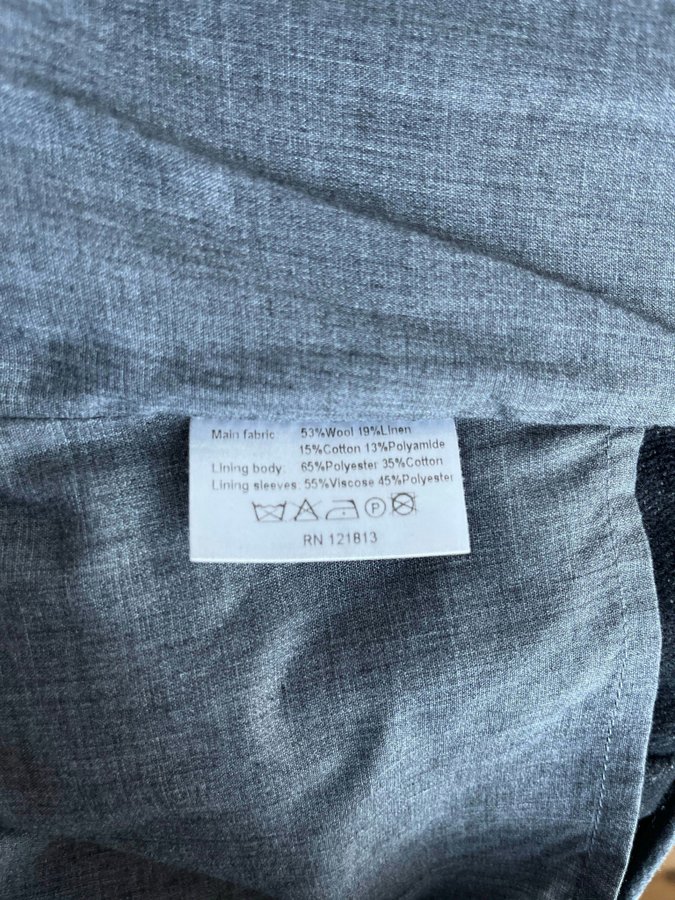 Main fabric 53%Wool 19%Linen
15%Cotton 13%Polyamide
Lining body: 65%Polyester 35%Cotton
Lining sleeves: 55%Viscose 45%Polyester
P
RN 121813